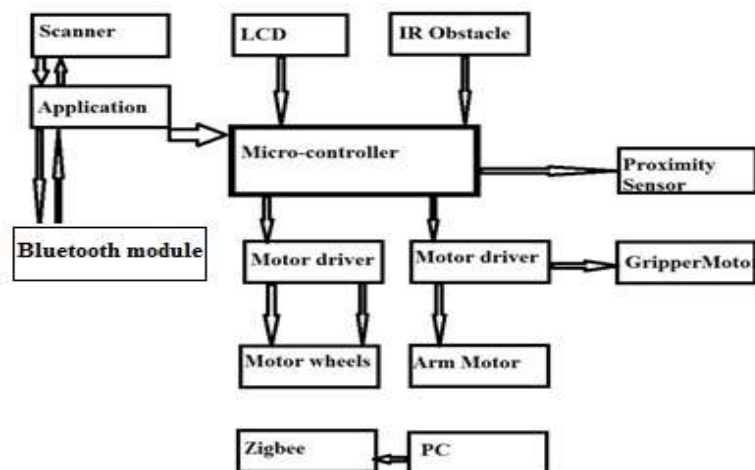 Scanner
LCD
IR Obstacle
Application
Micro-controller
Proximity
Sensor
Bluetooth module
Motor driver
Motor driver
GripperMoto
Motor wheels
Arm Motor
Zigbee
PC